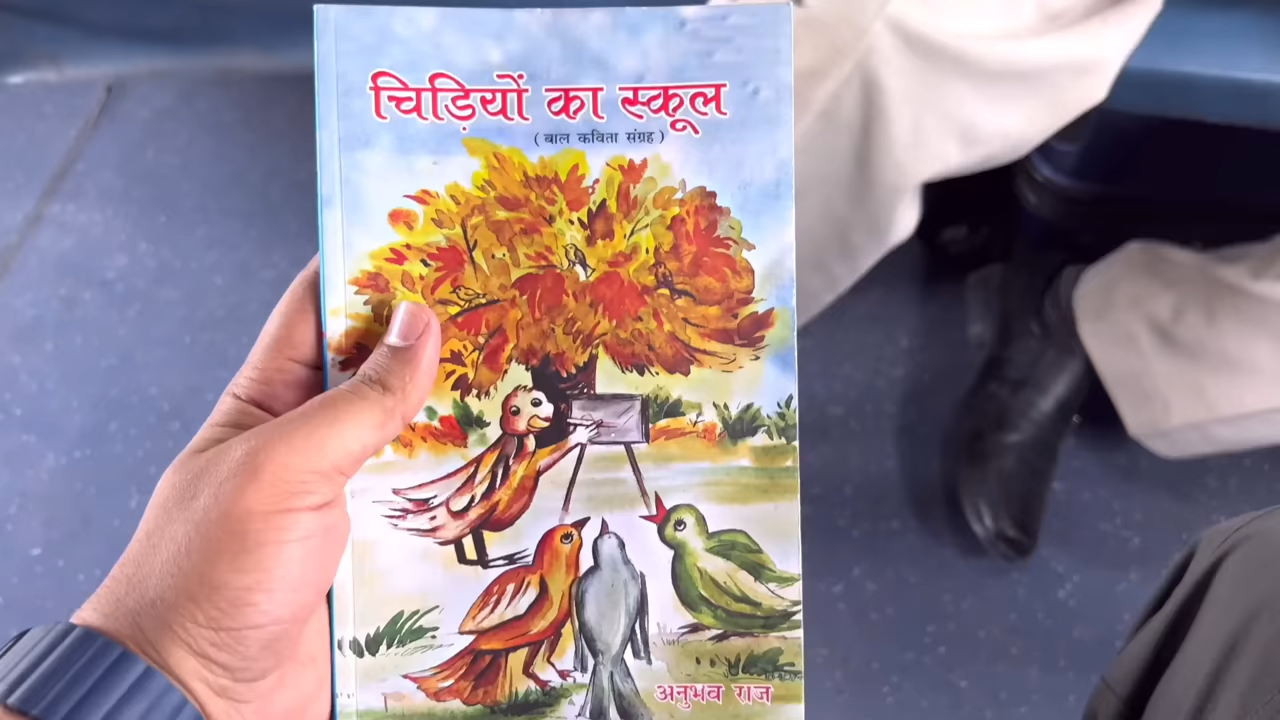 चिड़ियों का स्कूल
( बाल कविता संग्रह )
अनुभव राज